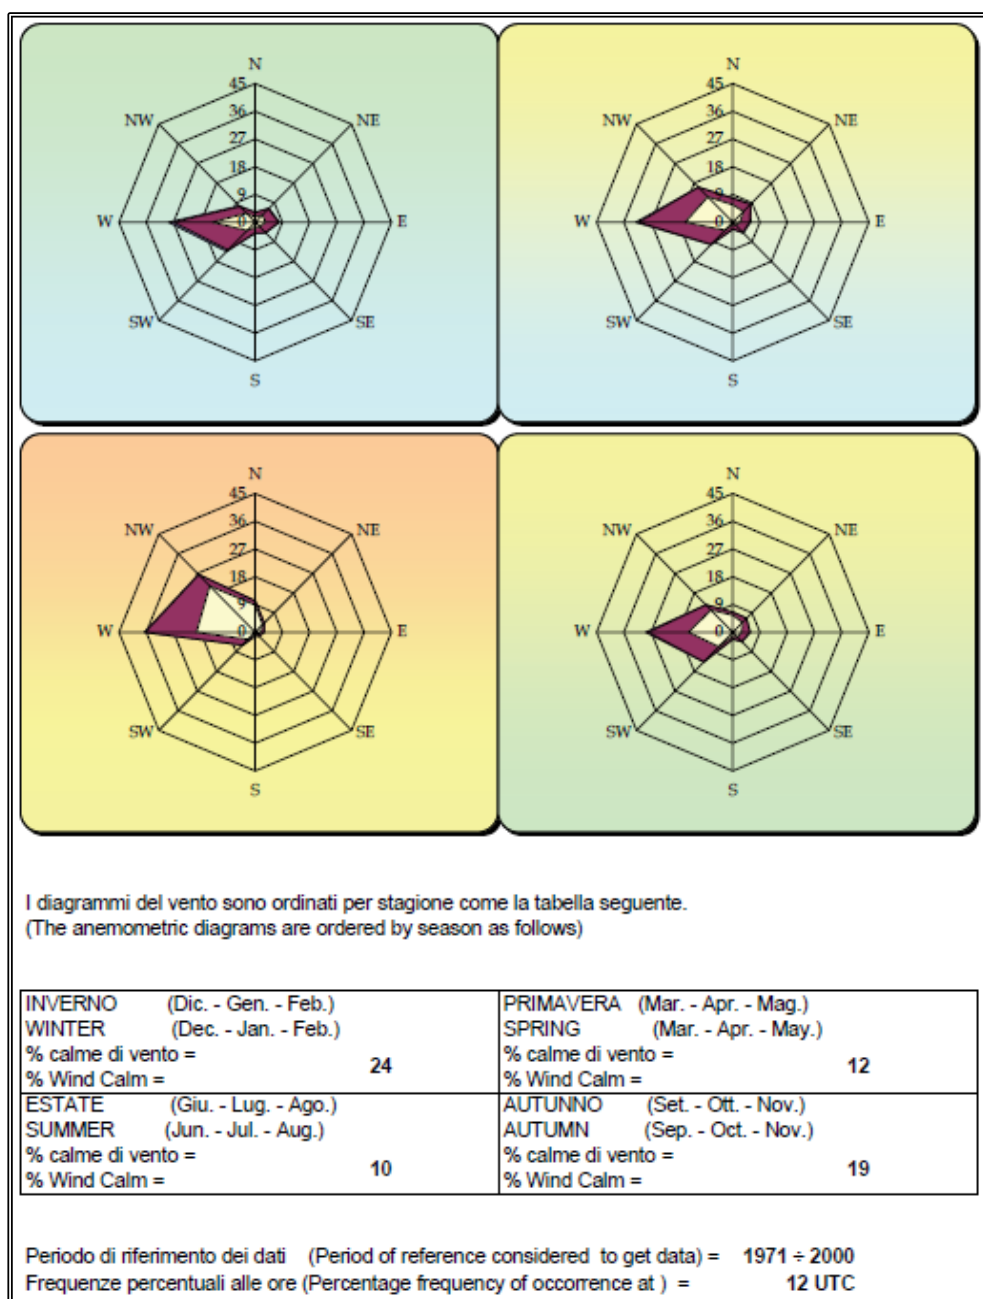 N
45
36
27
18
9
0
NW
NE
W
E
SW
SE
S
N
45
36
27
18
9
0
NW
NE
W
E
SW
SE
S
N
45
36
27
18
9
0
NW
NE
W
E
SW
SE
S
N
45
36
27
18
9
0
NW
NE
W
E
SW
SE
S
I diagrammi del vento sono ordinati per stagione come la tabella seguente.
(The anemometric diagrams are ordered by season as follows)
INVERNO (Dic. - Gen. - Feb.)
WINTER (Dec. - Jan. - Feb.)
% calme di vento =
% Wind Calm =
24
PRIMAVERA (Mar. - Apr. - Mag.)
SPRING (Mar. - Apr. - May.)
% calme di vento =
% Wind Calm =
12
ESTATE (Giu. - Lug. - Ago.)
SUMMER (Jun. - Jul. - Aug.)
% calme di vento =
% Wind Calm =
10
AUTUNNO (Set. - Ott. - Nov.)
AUTUMN (Sep. - Oct. - Nov.)
% calme di vento =
% Wind Calm =
19
Periodo di riferimento dei dati (Period of reference considered to get data) = 1971 ÷ 2000
Frequenze percentuali alle ore (Percentage frequency of occorrence at ) = 12 UTC